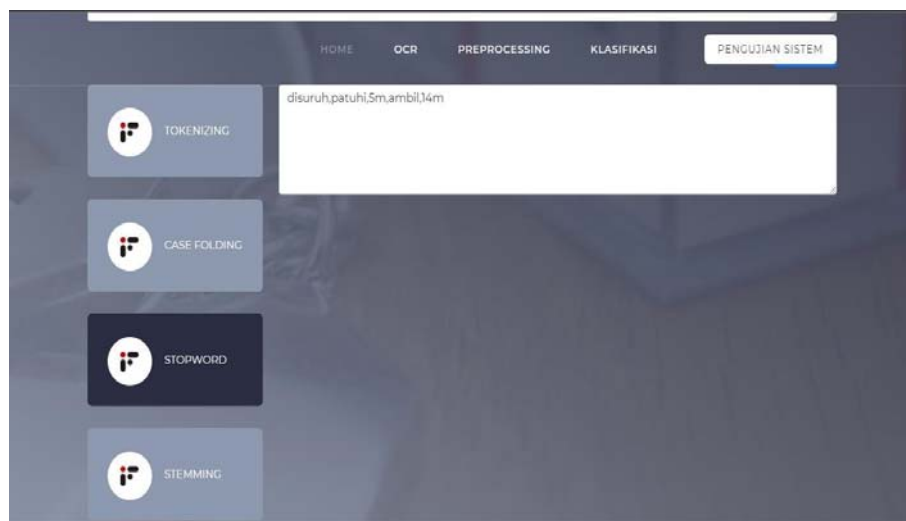 HOME OCR PREPROCESSING KLASIFIKASI PENGUJIAN SISTEM
TOKENIZING
disuruh,patuhi,5m,ambil,14m
CASE FOLDING
STOPWORD
STEMMING